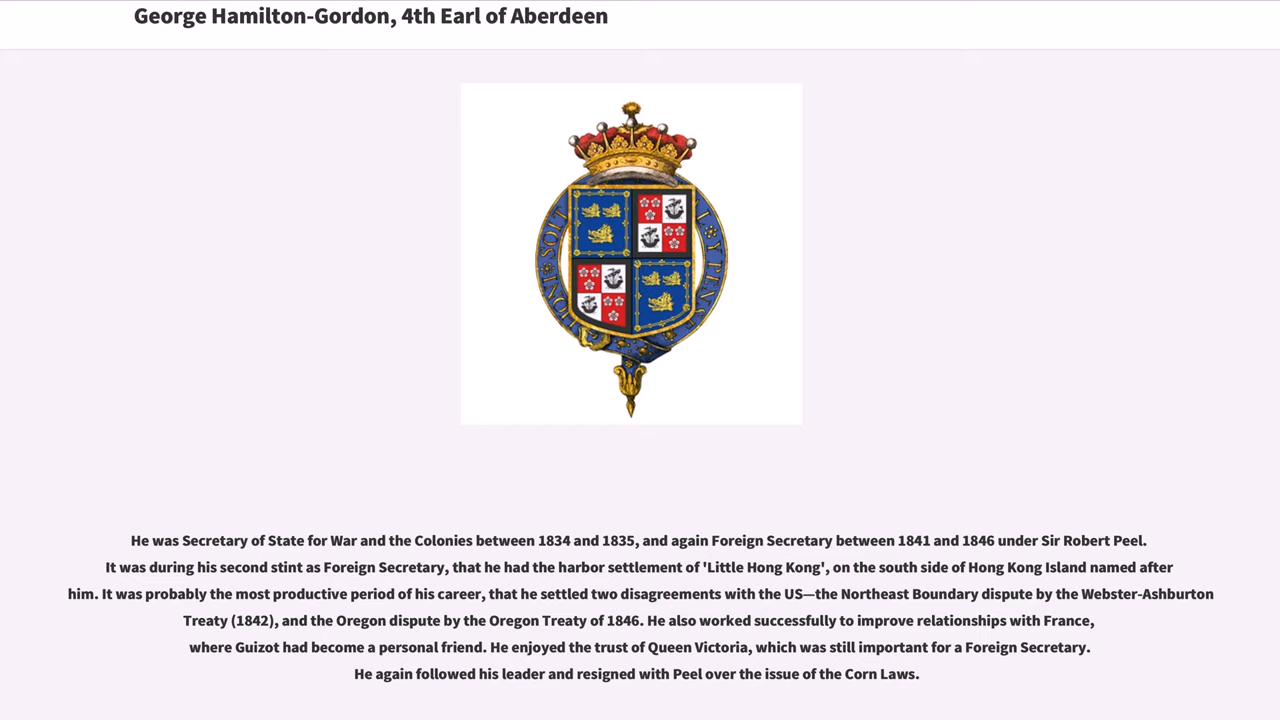 George Hamilton-Gordon, 4th Earl of Aberdeen
HONI SOIT
Y PENSE
He was Secretary of State for War and the Colonies between 1834 and 1835, and again Foreign Secretary between 1841 and 1846 under Sir Robert Peel.
It was during his second stint as Foreign Secretary, that he had the harbor settlement of 'Little Hong Kong', on the south side of Hong Kong Island named after
him. It was probably the most productive period of his career, that he settled two disagreements with the US—the Northeast Boundary dispute by the Webster-Ashburton
Treaty (1842), and the Oregon dispute by the Oregon Treaty of 1846. He also worked successfully to improve relationships with France,
where Guizot had become a personal friend. He enjoyed the trust of Queen Victoria, which was still important for a Foreign Secretary.
He again followed his leader and resigned with Peel over the issue of the Corn Laws.